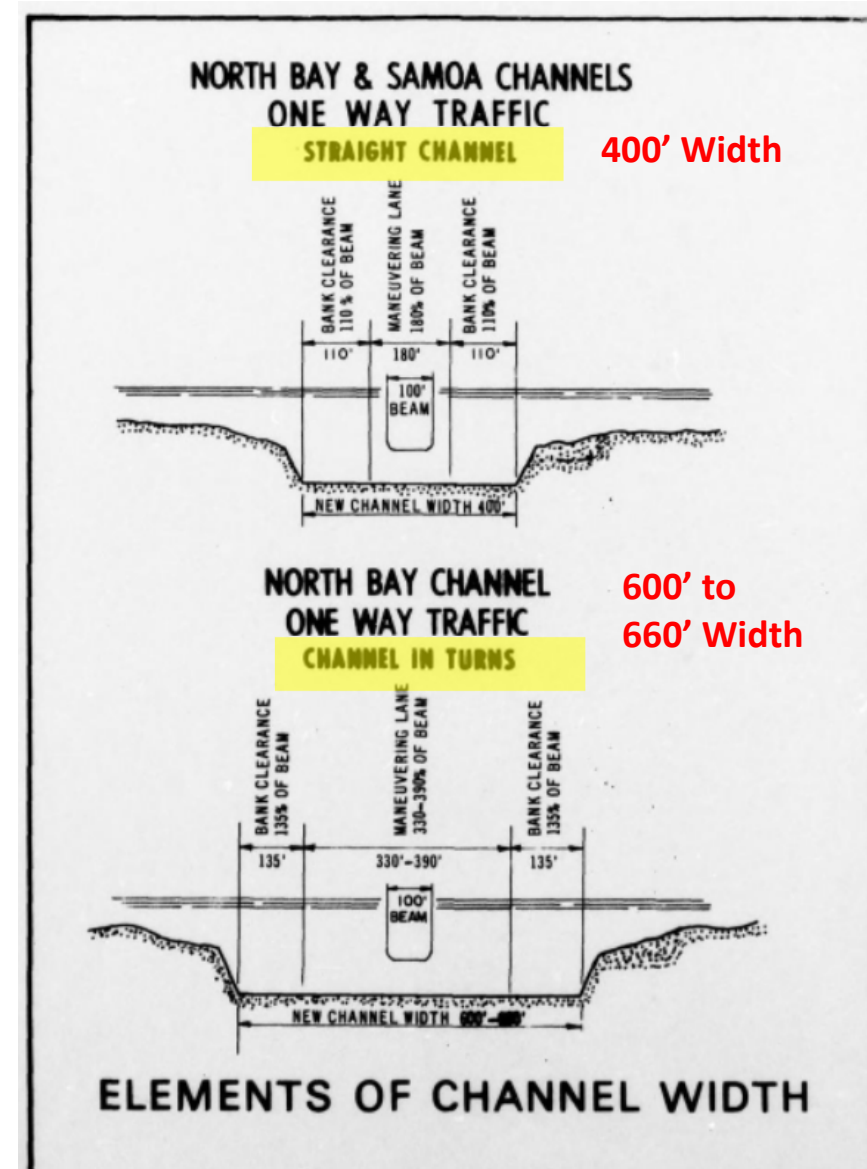 NORTH BAY & SAMOA CHANNELS
ONE WAY TRAFFIC
STRAIGHT CHANNEL
400’ Width
BANK CLEARANCE
110% OF BEAM
MANEUVERING LANE
180% OF BEAM
BANK CLEARANCE
110% OF BEAM
110'
180'
110'
100'
BEAM
NEW CHANNEL WIDTH 400'
NORTH BAY CHANNEL
ONE WAY TRAFFIC
CHANNEL IN TURNS
600’ to
660’ Width
BANK CLEARANCE
135% OF BEAM
MANEUVERING LANE
330-390% OF BEAM
BANK CLEARANCE
135% OF BEAM
135'
330'-390'
135'
100'
BEAM
NEW CHANNEL WIDTH 600'-
ELEMENTS OF CHANNEL WIDTH